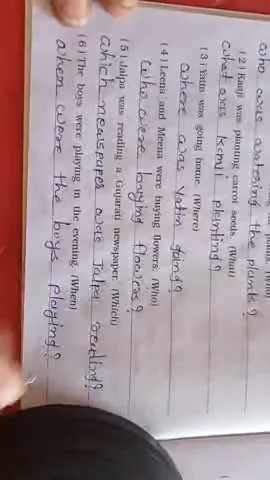 who was watering the plants?
(2) Kanji was planting carrot seeds. (What)
what was Kanji planting?
(3) Yatin was going home. (Where)
where was yatin going?
(4) Leena and Meena were buying flowers. (Who)
who were buying flowers?
(5) Jalpa was reading a Gujarati newspaper. (Which)
which newspaper was Jalpa reading?
(6) The boys were playing in the evening. (When)
when were the boys playing?